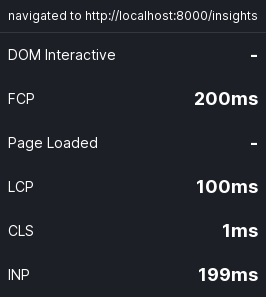 navigated to http://localhost:8000/insights
DOM Interactive -
FCP 200ms
Page Loaded -
LCP 100ms
CLS 1ms
INP 199ms